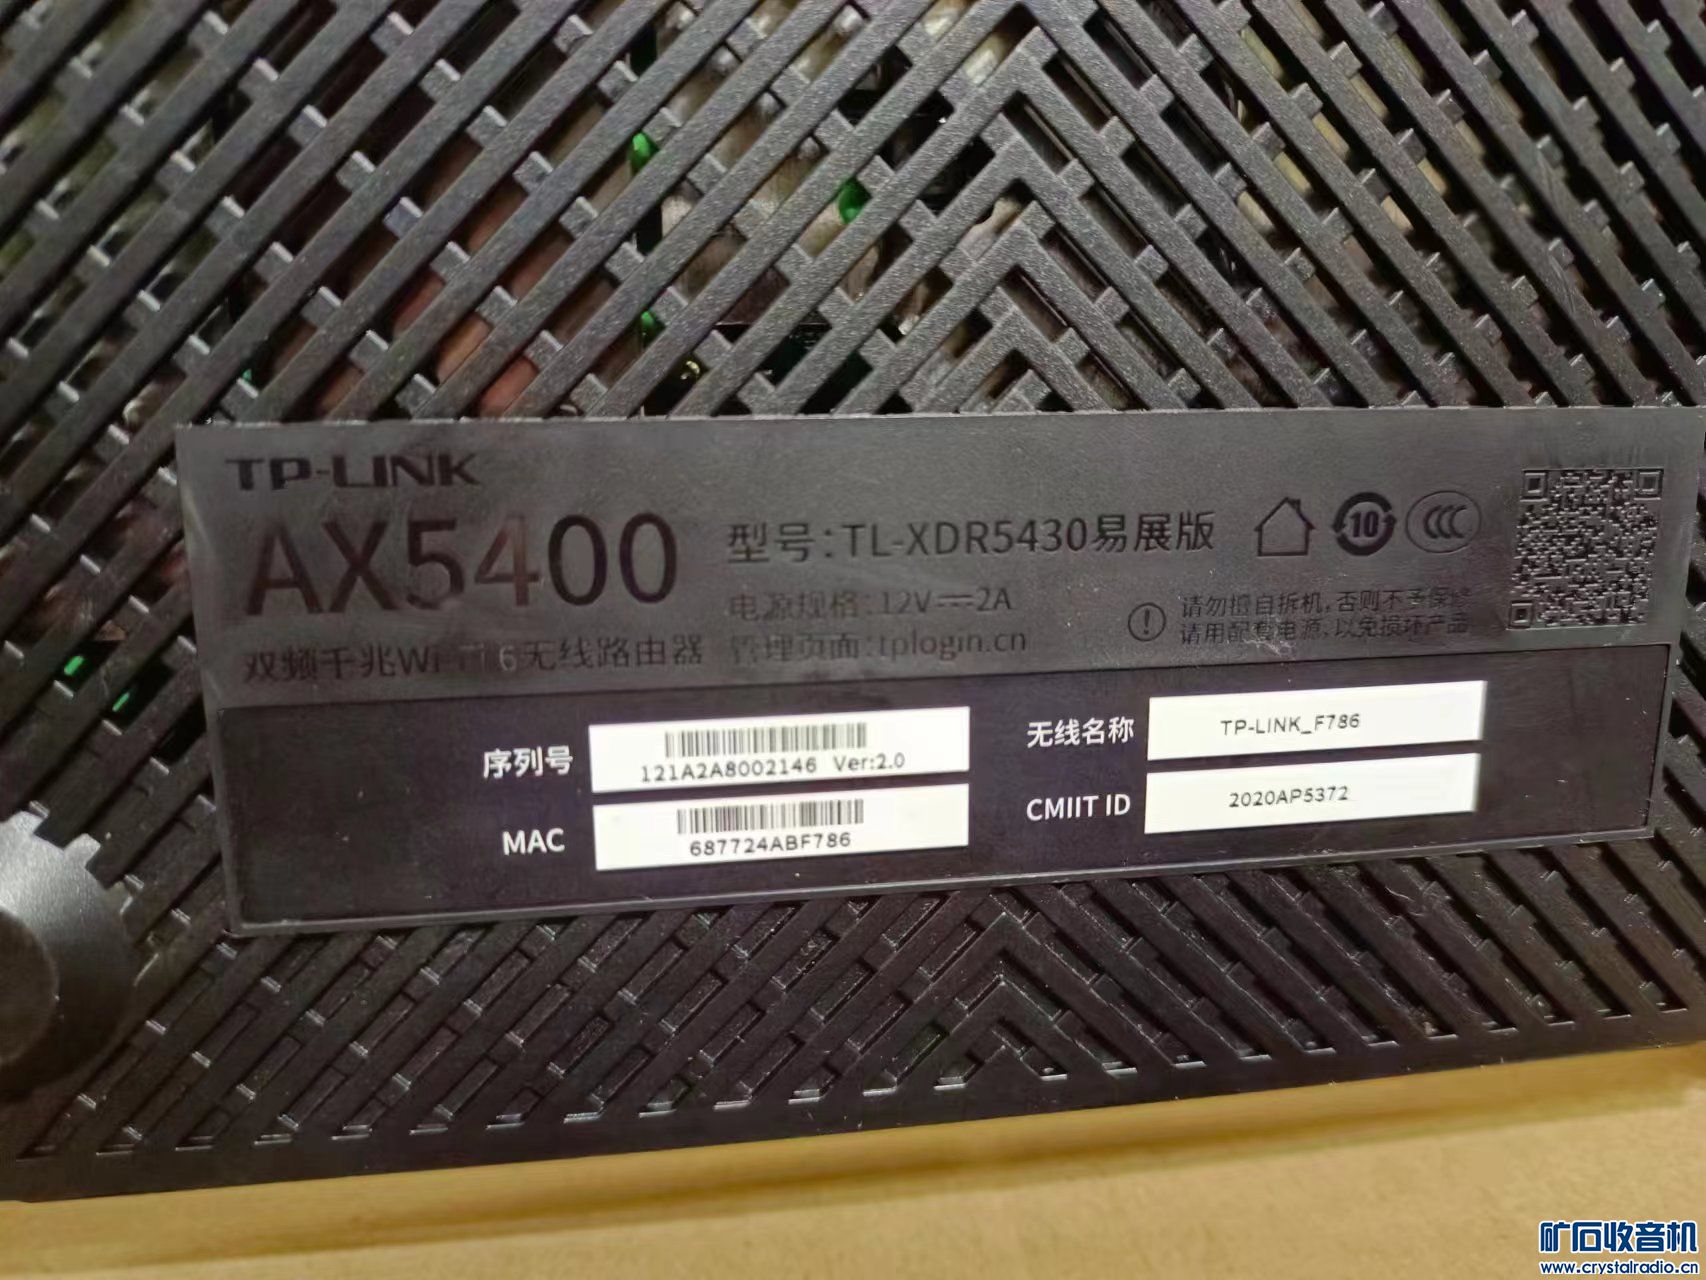 TP-LINK
AX5400
双频千兆Wi-Fi 6无线路由器
型号:TL-XDR5430易展版
电源规格:12V⎓2A
管理页面:tplogin.cn
10
CCC
请勿擅自拆机,否则不予保修
请用配套电源,以免损坏产品
序列号
121A2A8002146 Ver:2.0
MAC
687724ABF786
无线名称
TP-LINK_F786
CMIIT ID
2020AP5372
矿石收音机
www.crystalradio.cn